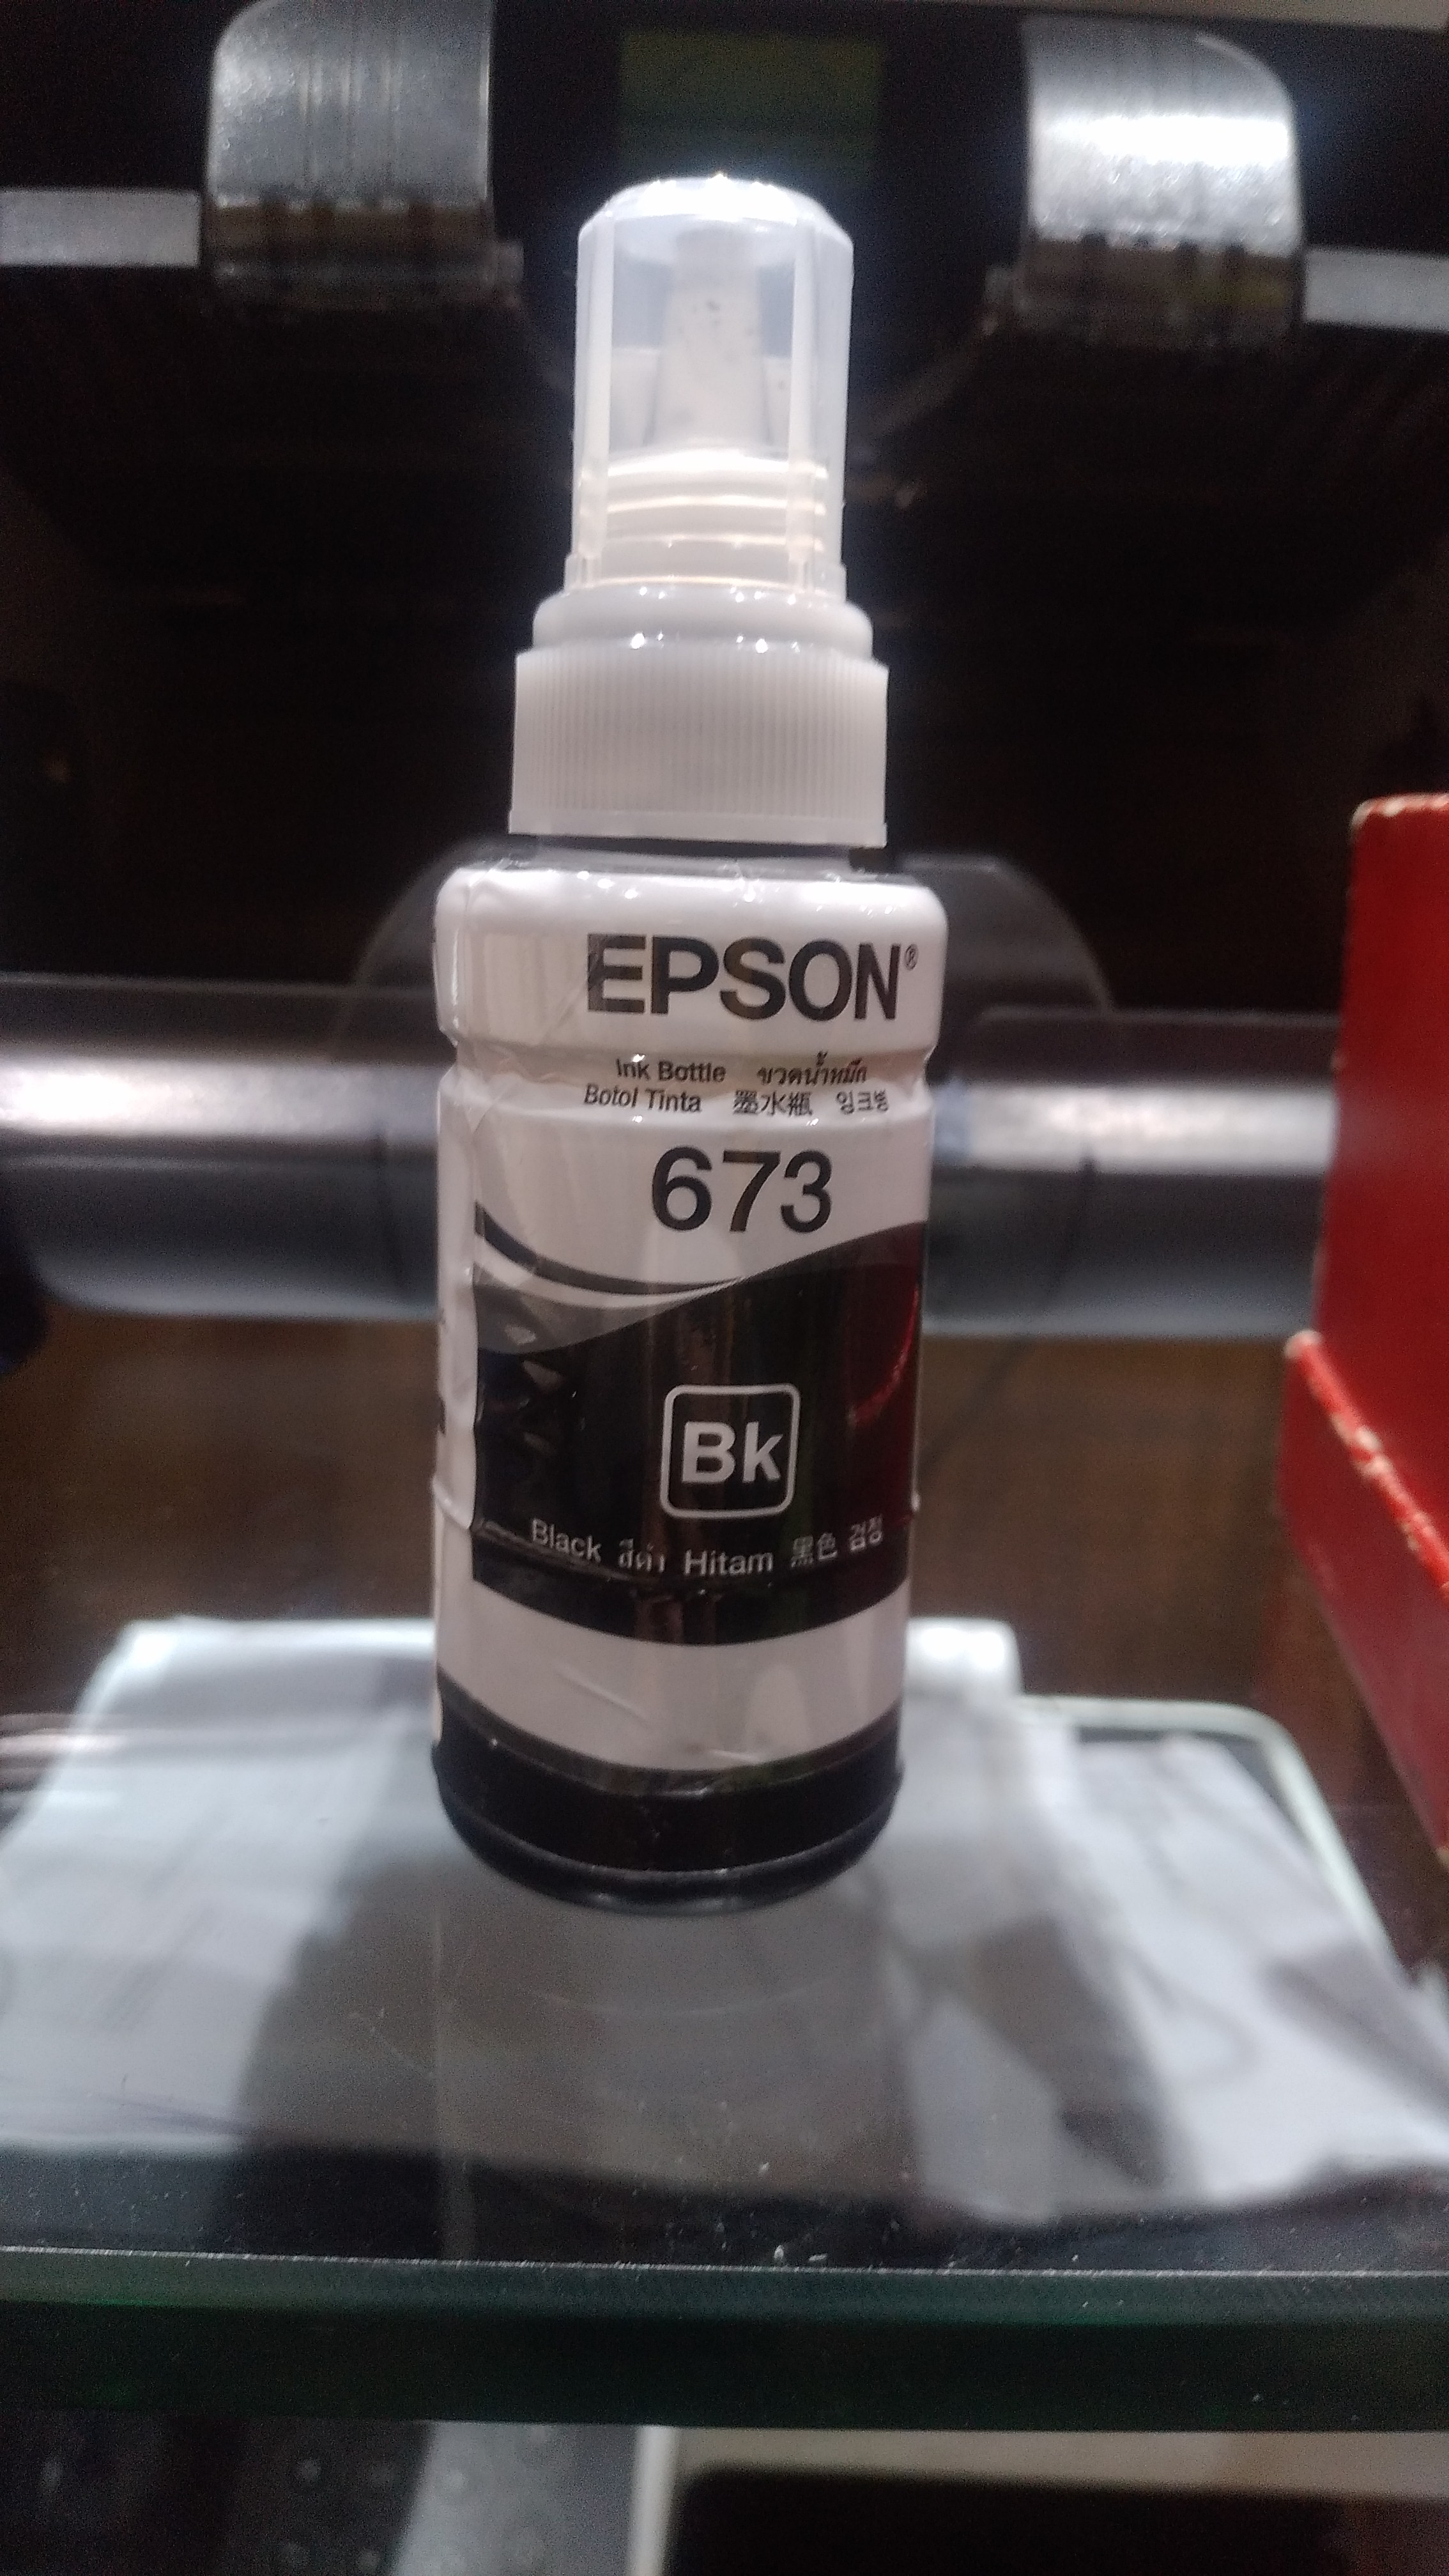 EPSON®
Ink Bottle ขวดน้ำหมึก
Botol Tinta 墨水瓶 잉크병
673
Bk
Black สีดำ Hitam 黑色 검정